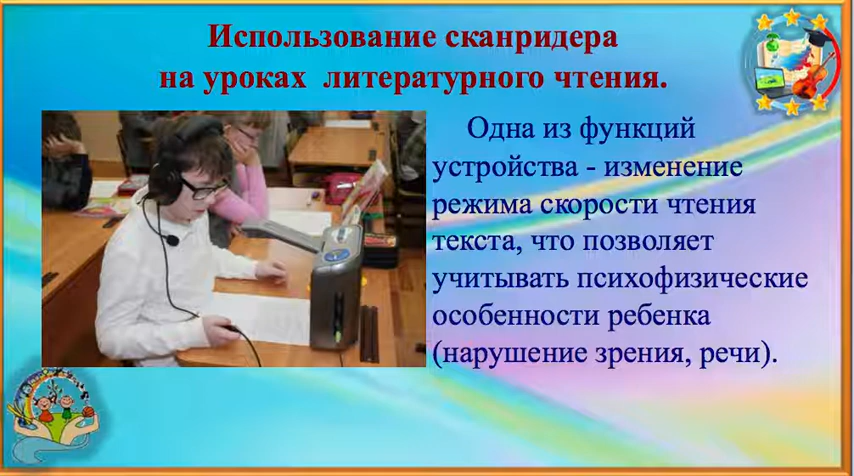 Использование сканридера
на уроках литературного чтения.
Одна из функций
устройства - изменение
режима скорости чтения
текста, что позволяет
учитывать психофизические
особенности ребенка
(нарушение зрения, речи).